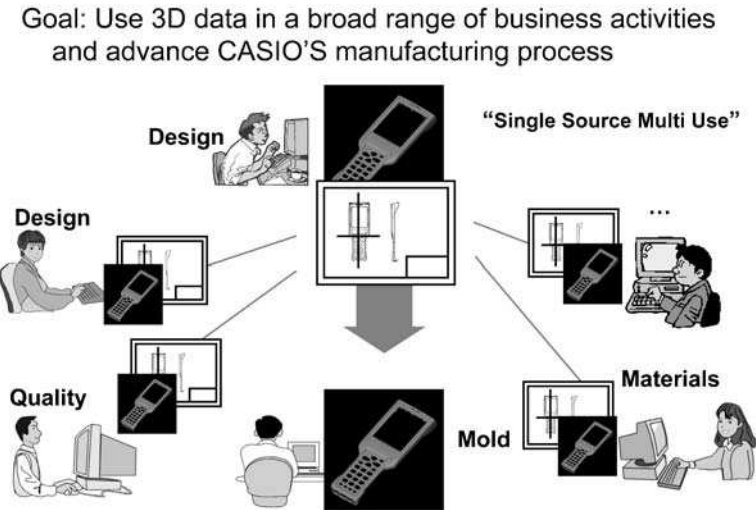 Goal: Use 3D data in a broad range of business activities
and advance CASIO'S manufacturing process
Design
“Single Source Multi Use”
Design
...
Quality
Mold
Materials